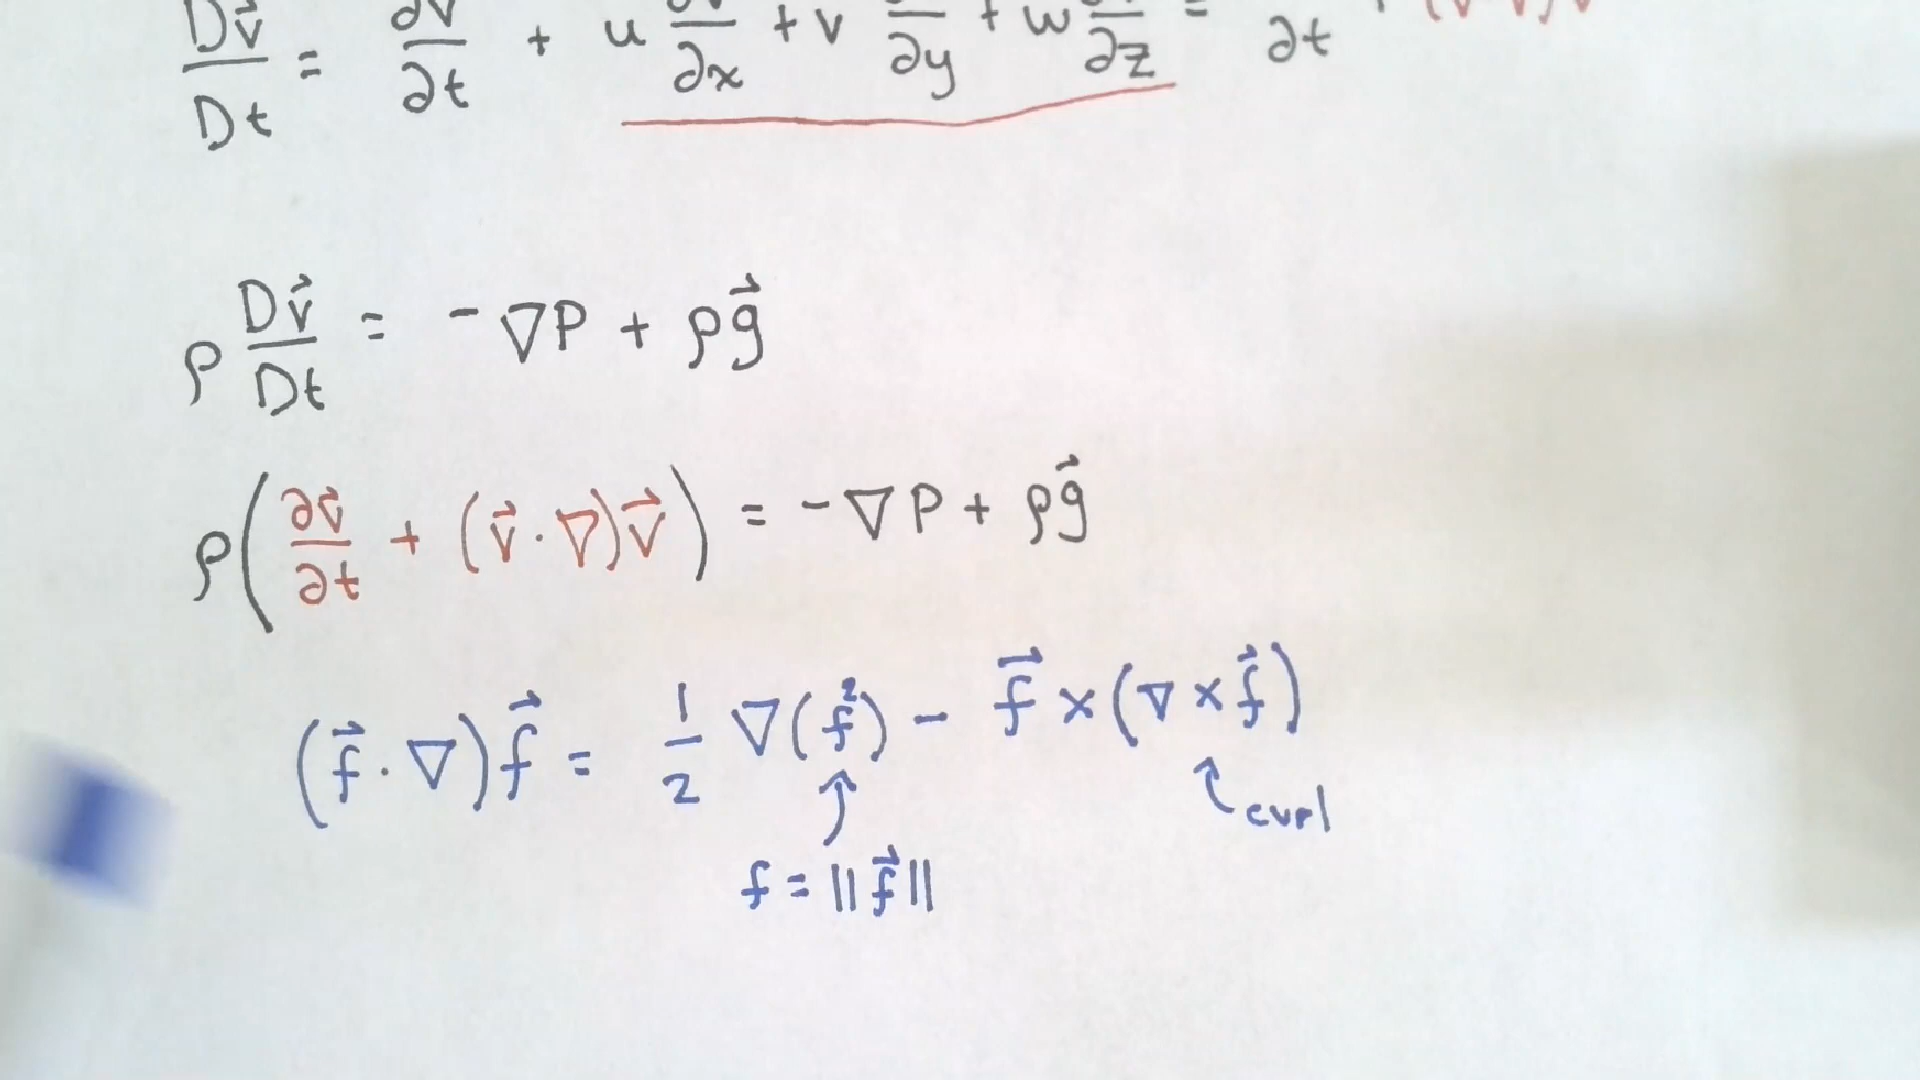 Dv⃗/Dt = ∂v⃗/∂t + u ∂v⃗/∂x + v ∂v⃗/∂y + w ∂v⃗/∂z = ∂t
ρ Dv⃗/Dt = -∇P + ρg⃗
ρ(∂v⃗/∂t + (v⃗·∇)v⃗) = -∇P + ρg⃗
(f⃗·∇)f⃗ = 1/2 ∇(f²) - f⃗ × (∇ × f⃗)
curl
f = ||f⃗||